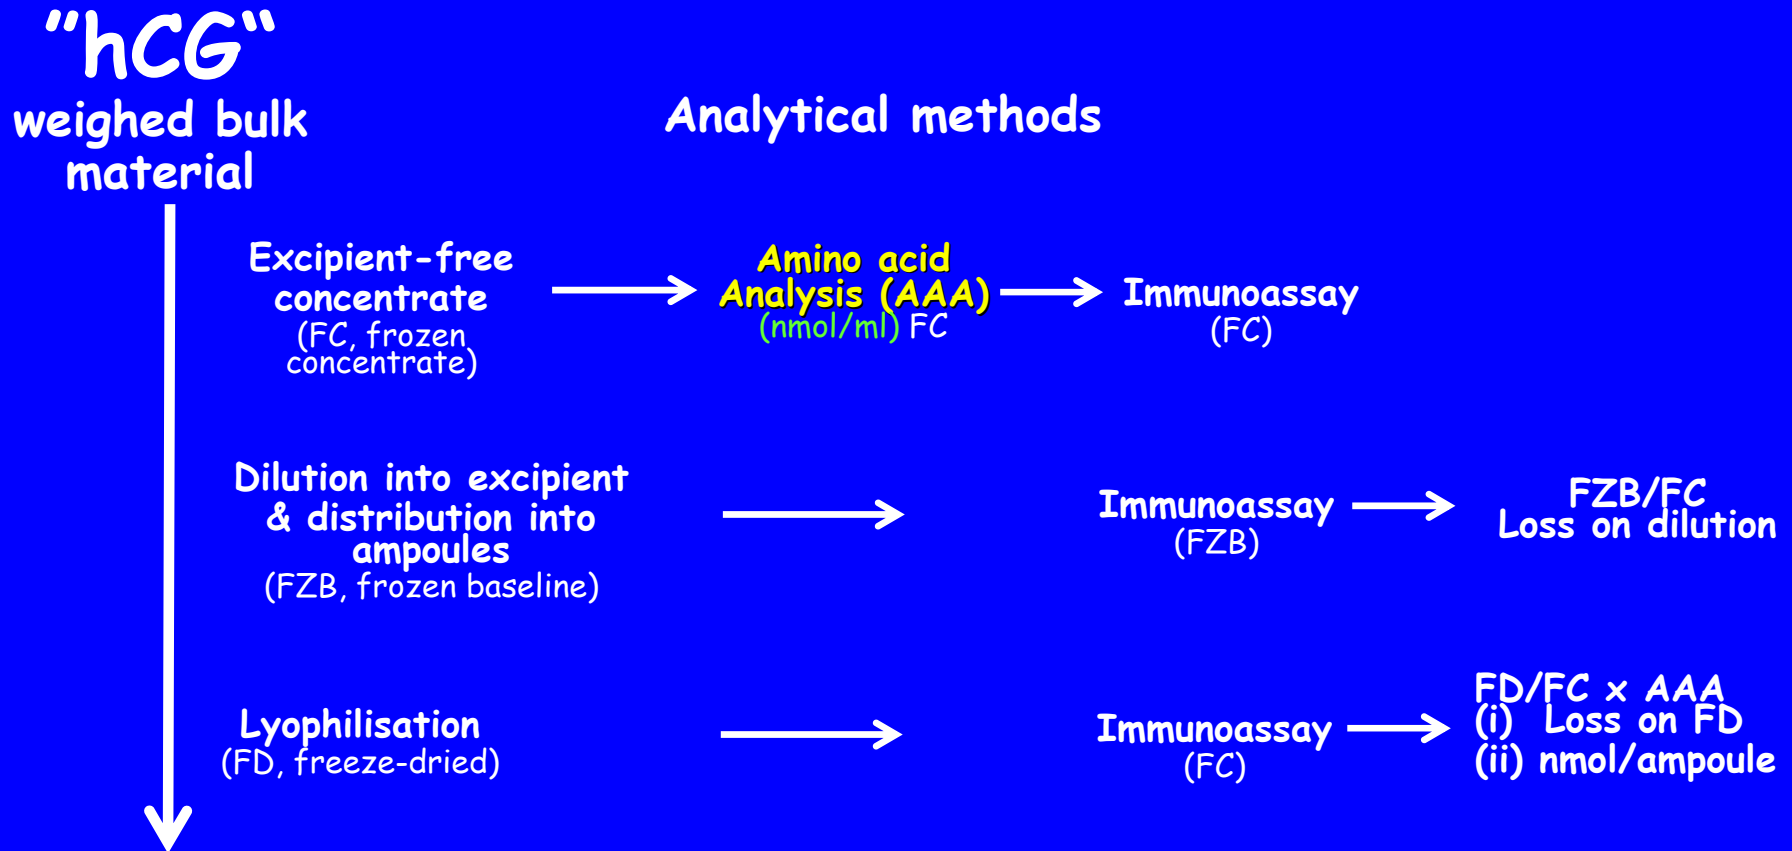 "hCG"
weighed bulk
material
Analytical methods
Excipient-free
concentrate
(FC, frozen
concentrate)
Amino acid
Analysis (AAA)
(nmol/ml) FC
Immunoassay
(FC)
Dilution into excipient
& distribution into
ampoules
(FZB, frozen baseline)
Immunoassay
(FZB)
FZB/FC
Loss on dilution
Lyophilisation
(FD, freeze-dried)
Immunoassay
(FC)
FD/FC x AAA
(i) Loss on FD
(ii) nmol/ampoule